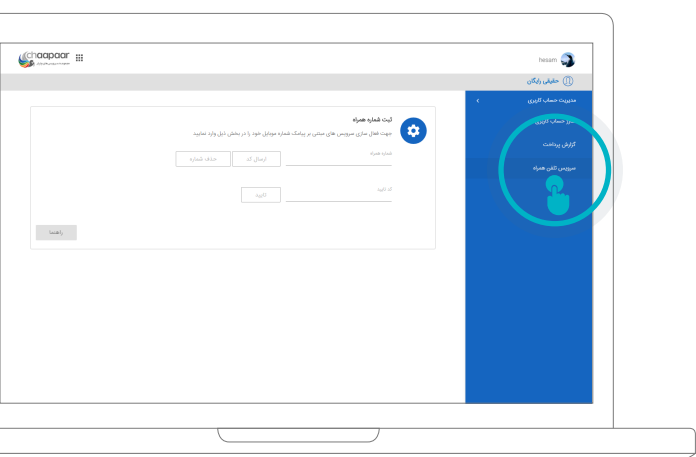 chaapaar
hesam
حقیقی رایگان
مدیریت حساب کاربری
حساب کاربری
گزارش پرداخت
سرویس تلفن همراه
ثبت شماره همراه
جهت فعال سازی سرویس های مبتنی بر پیامک شماره موبایل خود را در بخش ذیل وارد نمایید
شماره همراه
ارسال کد
حذف شماره
کد تایید
تایید
راهنما